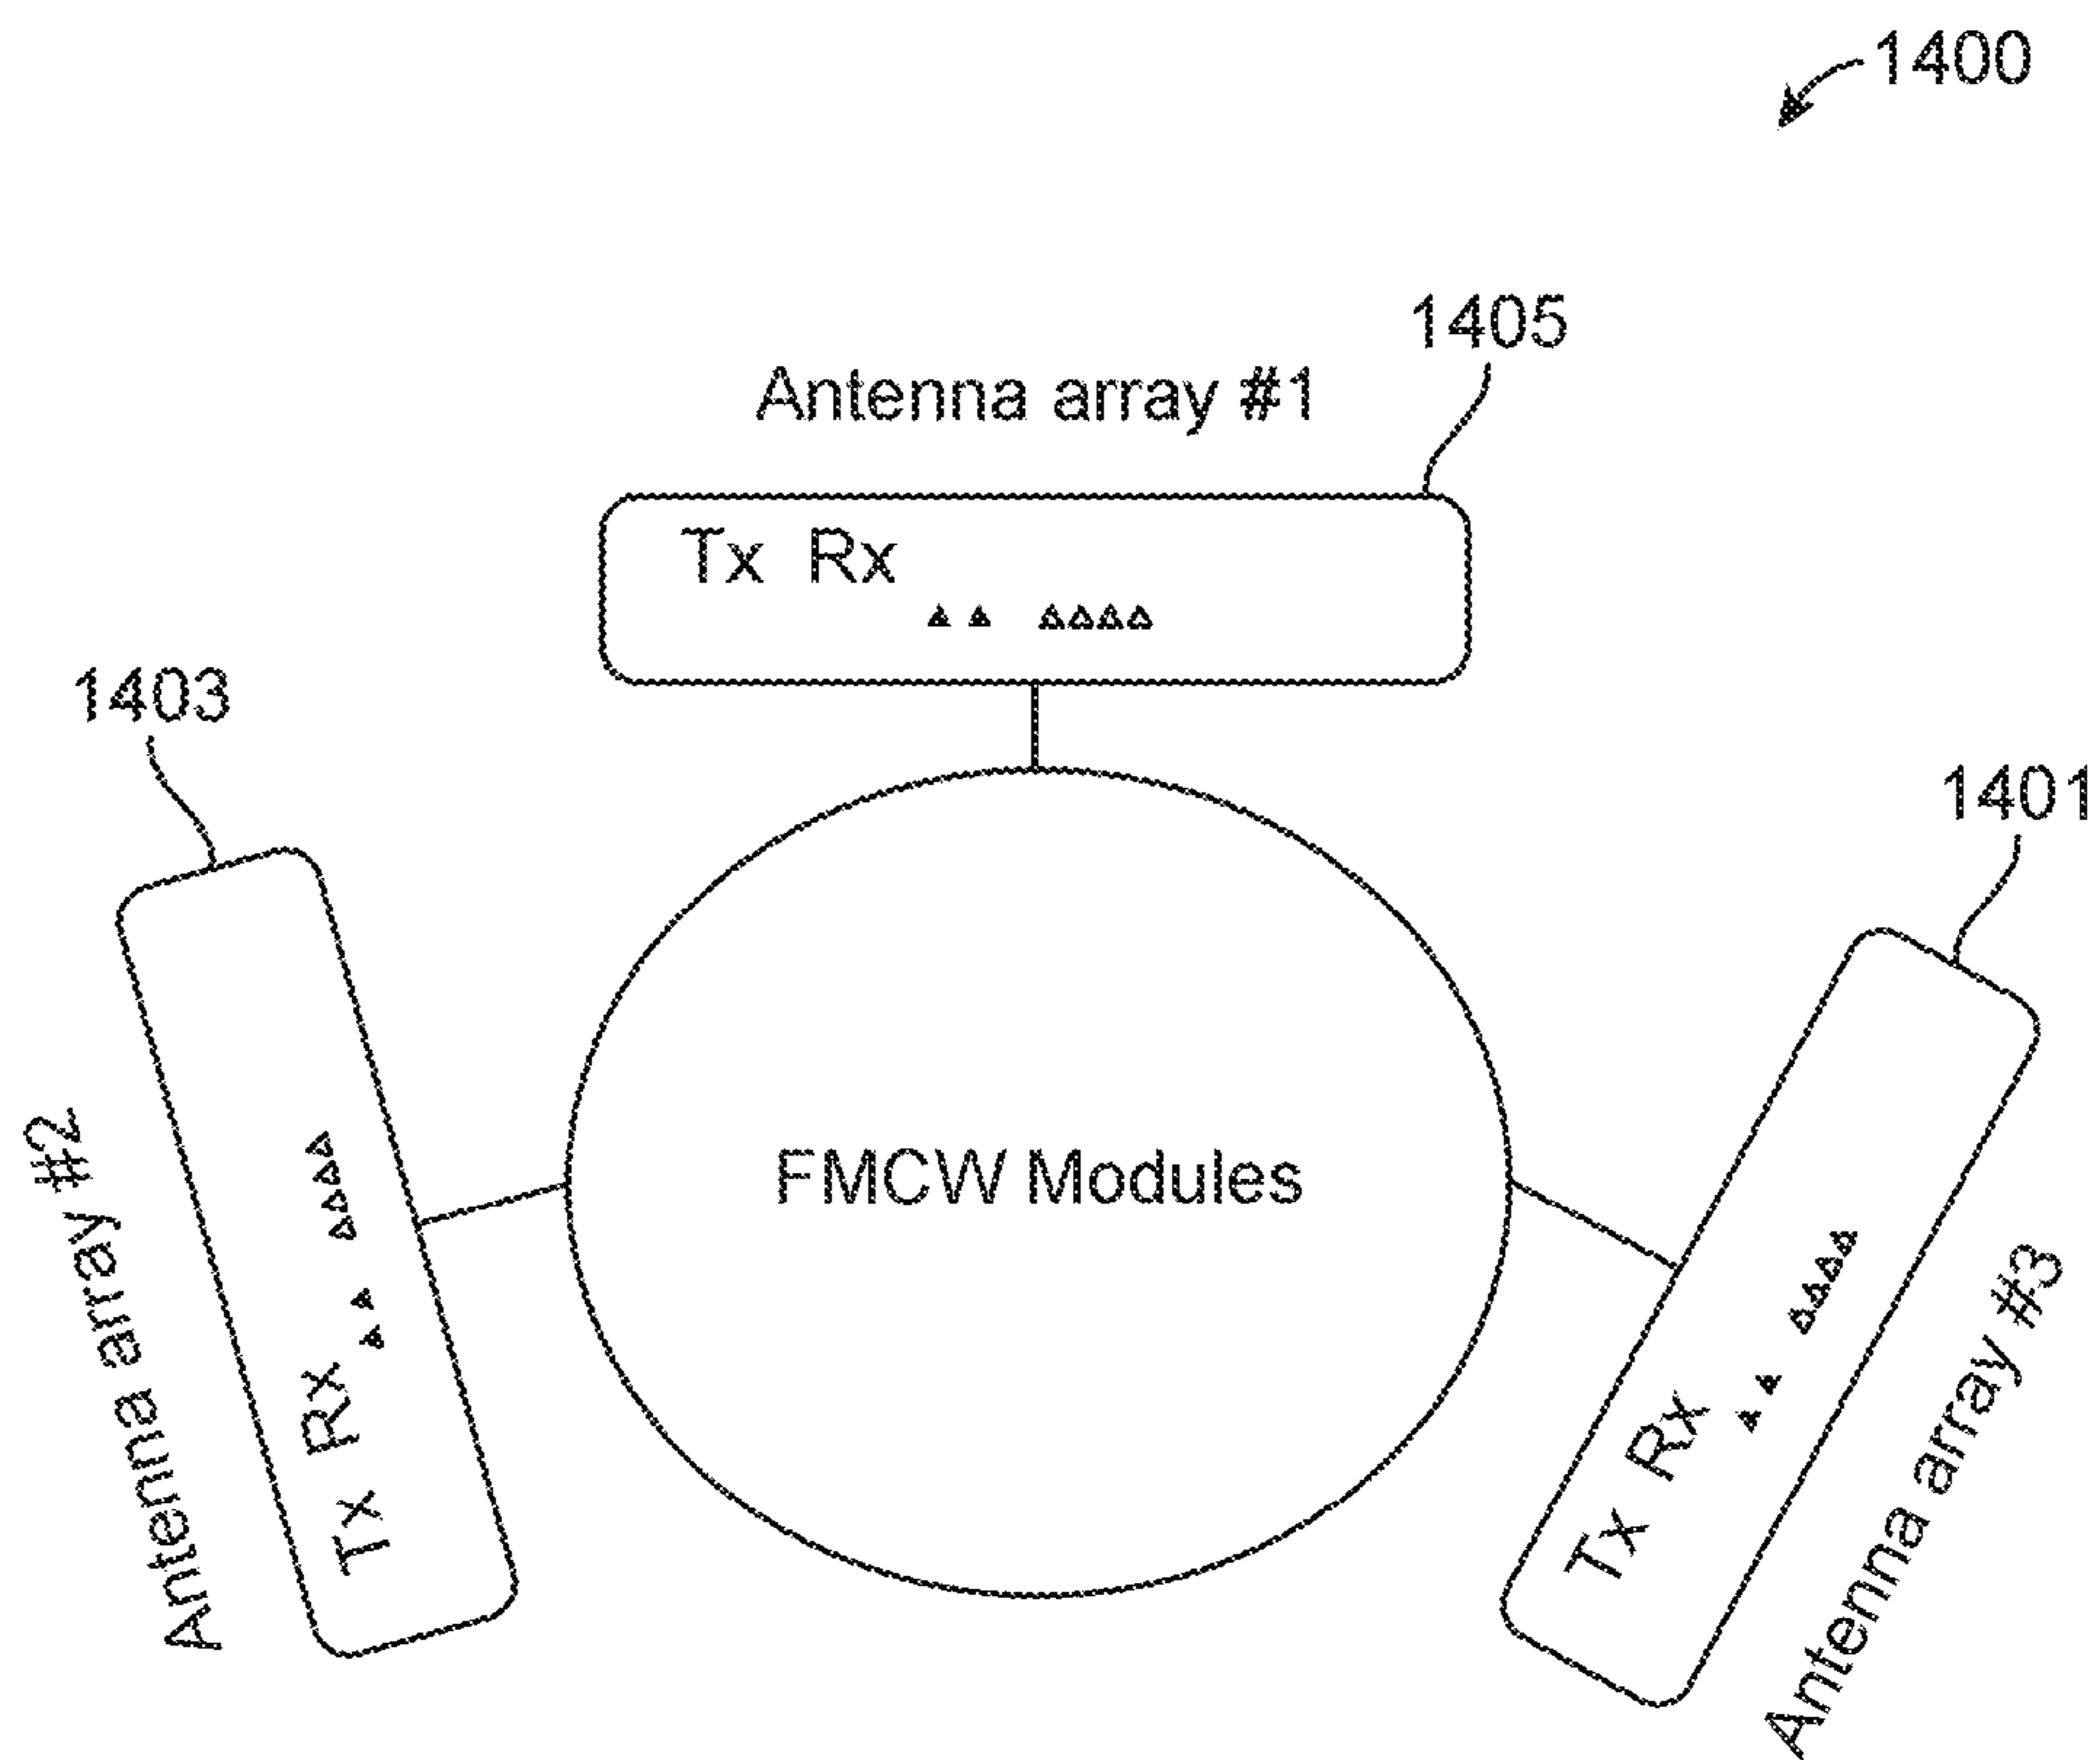 1400
1405
Antenna array #1
Tx Rx
1403
1401
FMCW Modules
Antenna array #2
Tx Rx
Tx Rx
Antenna array #3